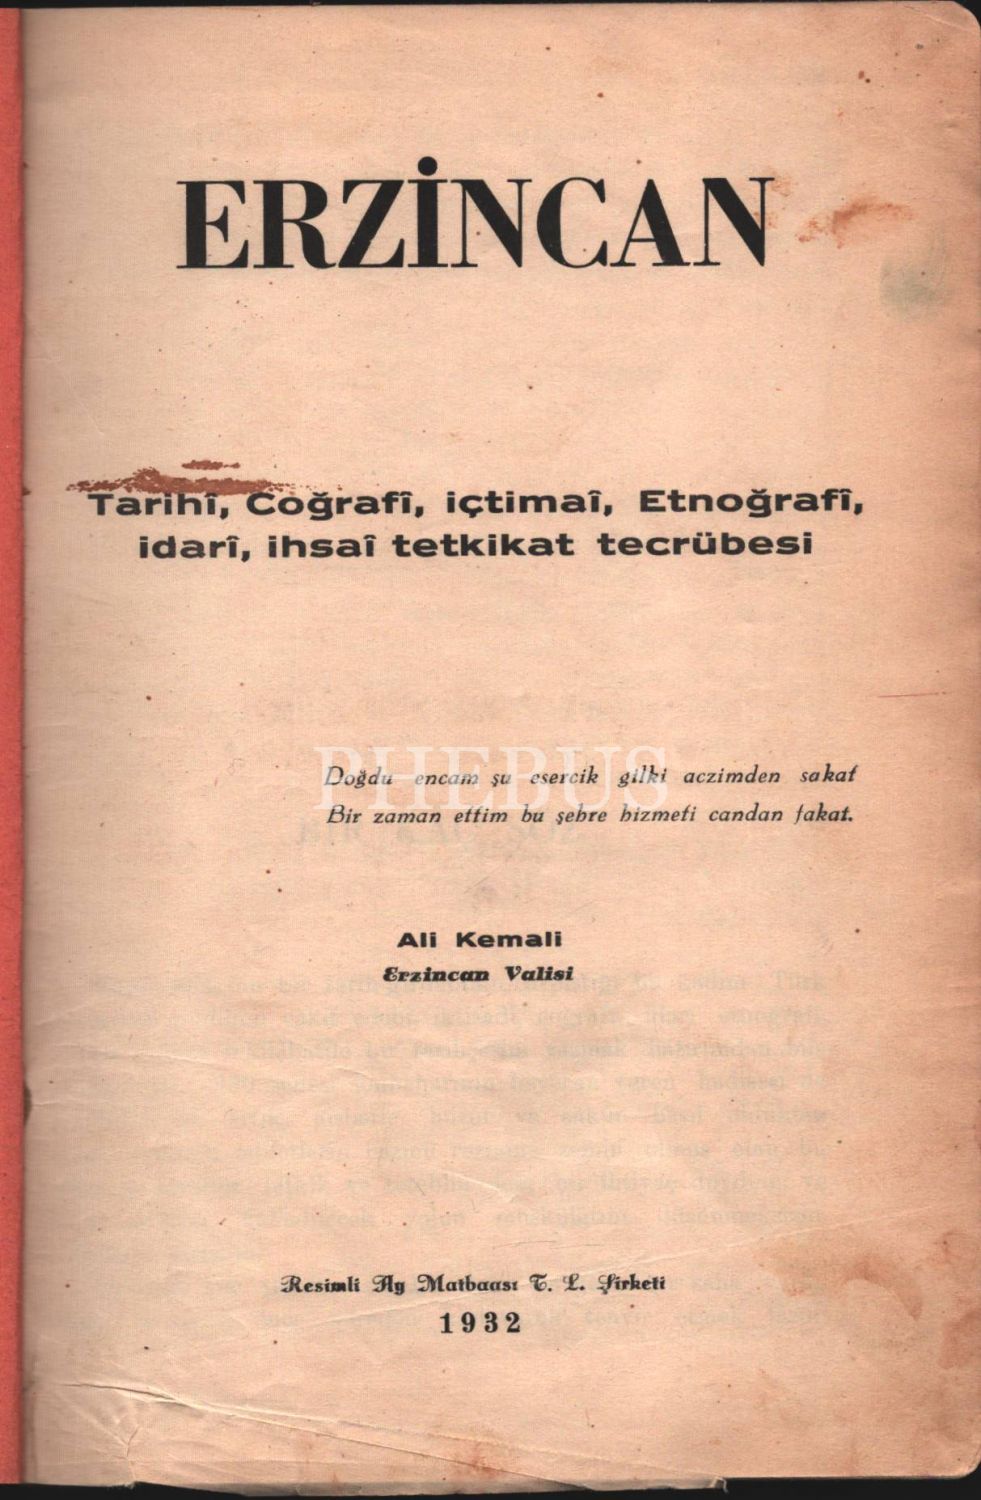 ERZİNCAN
Tarihî, Coğrafî, içtimaî, Etnoğrafî,
idarî, ihsaî tetkikat tecrübesi
PHEBUS
Doğdu encam şu esercik gilki aczimden sakat
Bir zaman ettim bu şehre hizmeti candan fakat.
Ali Kemali
Erzincan Valisi
Resimli Ay Matbaası T. L. Şirketi
1932